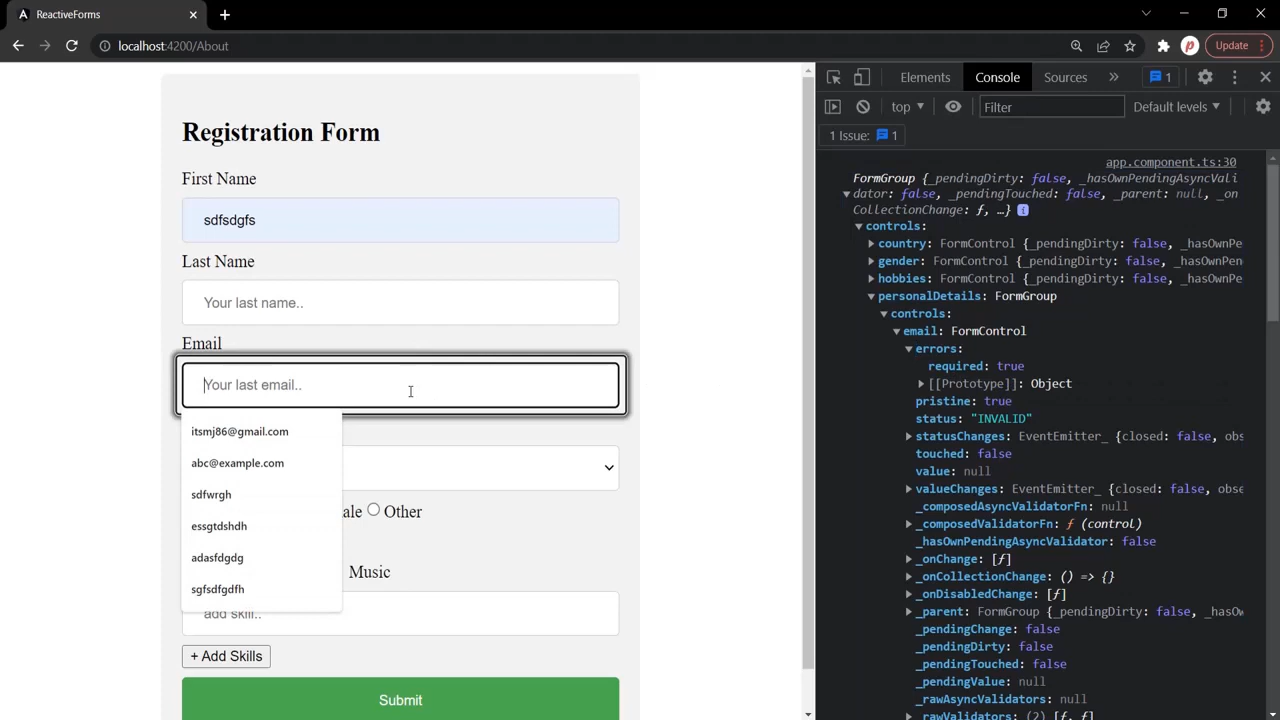 ReactiveForms
localhost:4200/About
Update
Registration Form
First Name
sdfsdgfs
Last Name
Your last name..
Email
Your last email..
itsmj86@gmail.com
abc@example.com
sdfwrgh
essgtdshdh
adasfdgdg
sgfsdfgdfh
ale Other
Music
add skill..
+ Add Skills
Submit
Elements Console Sources » 1
top Filter Default levels
1 Issue: 1
app.component.ts:30
FormGroup {_pendingDirty: false, _hasOwnPendingAsyncVali
dator: false, _pendingTouched: false, _parent: null, _on
CollectionChange: ƒ, …}
controls:
country: FormControl {_pendingDirty: false, _hasOwnPe
gender: FormControl {_pendingDirty: false, _hasOwnPen
hobbies: FormControl {_pendingDirty: false, _hasOwnPe
personalDetails: FormGroup
controls:
email: FormControl
errors:
required: true
[[Prototype]]: Object
pristine: true
status: "INVALID"
statusChanges: EventEmitter_ {closed: false, obs
touched: false
value: null
valueChanges: EventEmitter_ {closed: false, obse
_composedAsyncValidatorFn: null
_composedValidatorFn: ƒ (control)
_hasOwnPendingAsyncValidator: false
_onChange: [ƒ]
_onCollectionChange: () => {}
_onDisabledChange: [ƒ]
_parent: FormGroup {_pendingDirty: false, _hasOw
_pendingChange: false
_pendingDirty: false
_pendingTouched: false
_pendingValue: null
_rawAsyncValidators: null
_rawValidators: (2) [ƒ, ƒ]